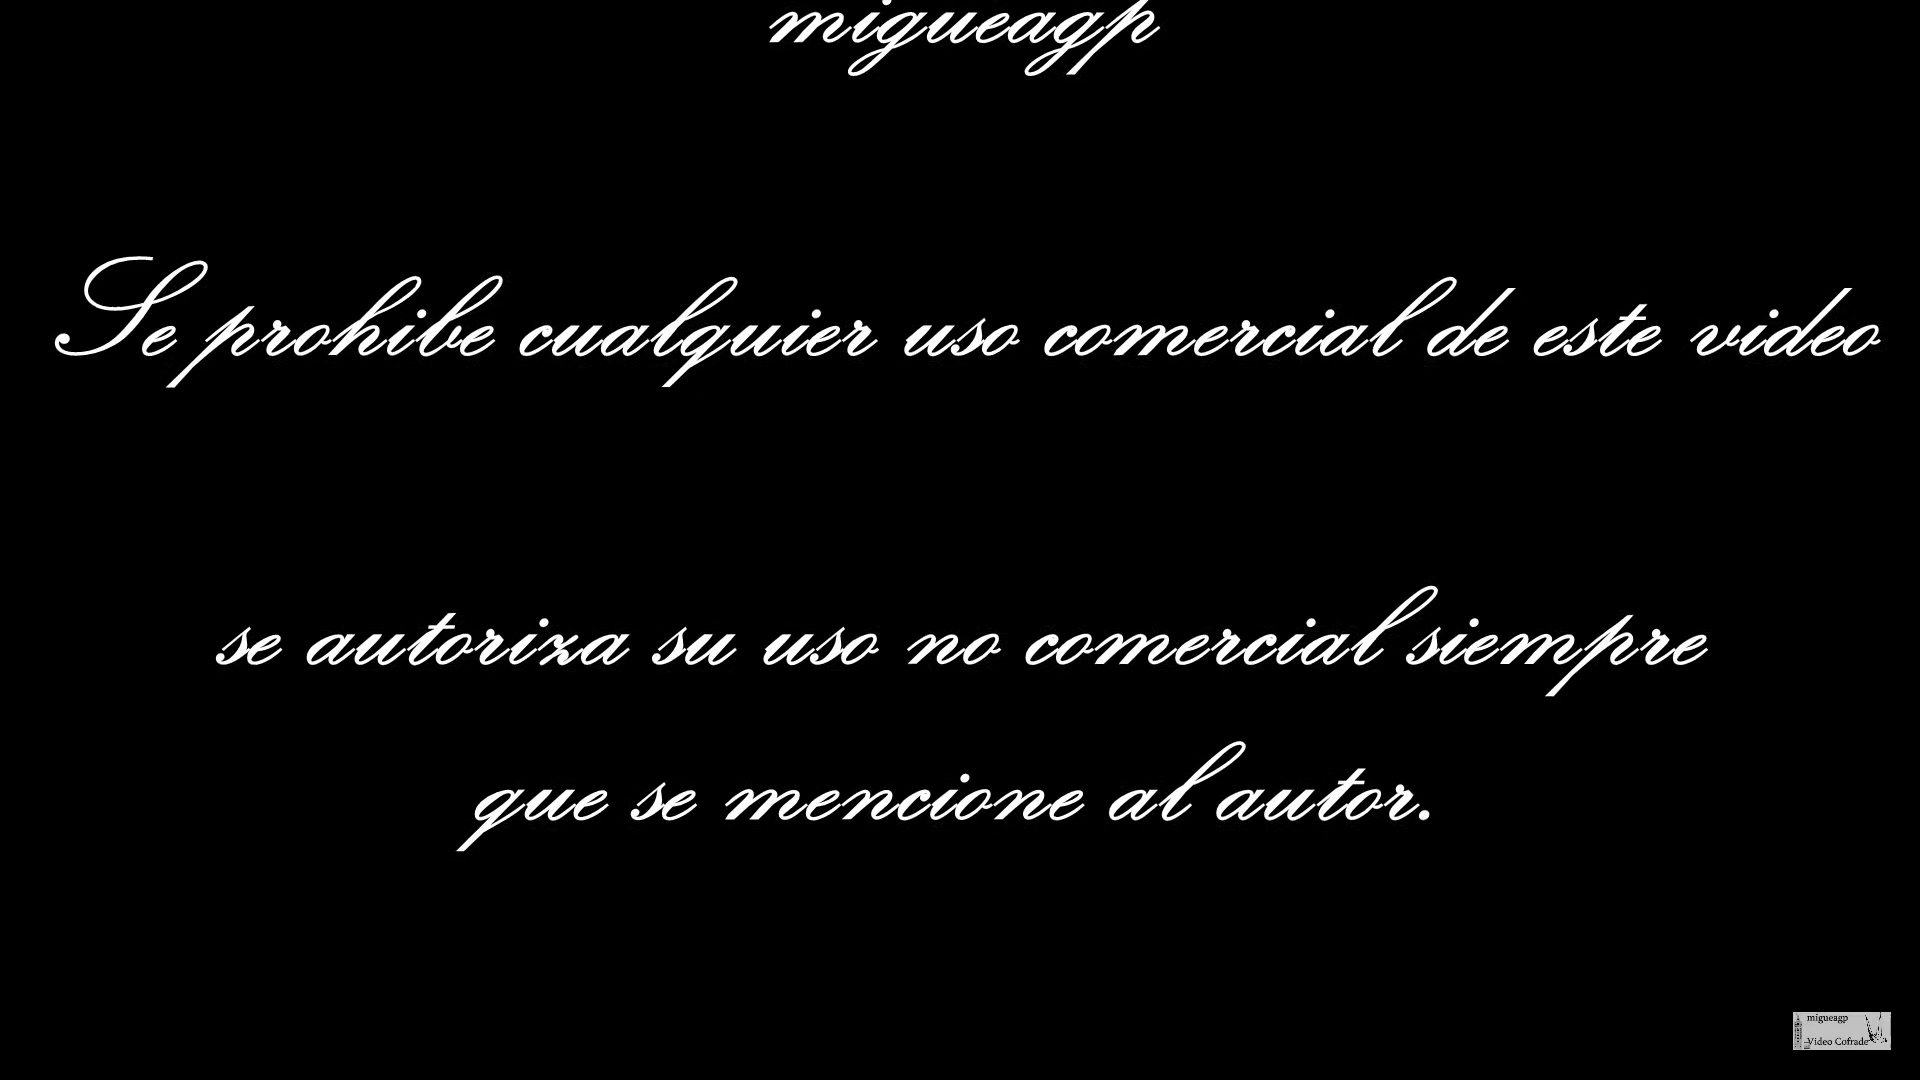 migueagp
Se prohibe cualquier uso comercial de este video
se autoriza su uso no comercial siempre
que se mencione al autor.
migueagp
Video Cofrade